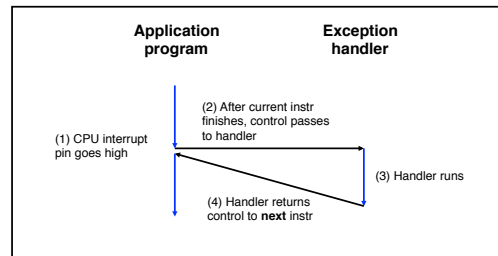 Application
program
Exception
handler
(1) CPU interrupt
pin goes high
(2) After current instr
finishes, control passes
to handler
(3) Handler runs
(4) Handler returns
control to next instr